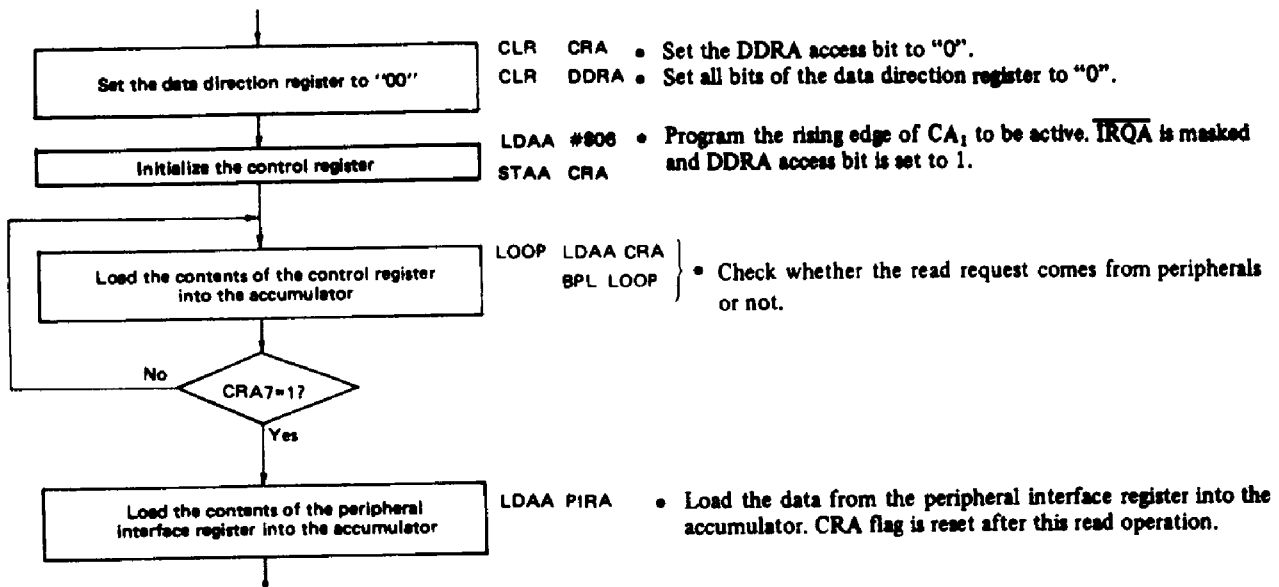 Set the data direction register to "00"
CLR CRA • Set the DDRA access bit to "0".
CLR DDRA • Set all bits of the data direction register to "0".
Initialize the control register
LDAA #$06 • Program the rising edge of CA₁ to be active. I̅R̅Q̅A̅ is masked
and DDRA access bit is set to 1.
STAA CRA
Load the contents of the control register
into the accumulator
LOOP LDAA CRA
BPL LOOP
• Check whether the read request comes from peripherals
or not.
No
CRA7=1?
Yes
Load the contents of the peripheral
interface register into the accumulator
LDAA PIRA • Load the data from the peripheral interface register into the
accumulator. CRA flag is reset after this read operation.